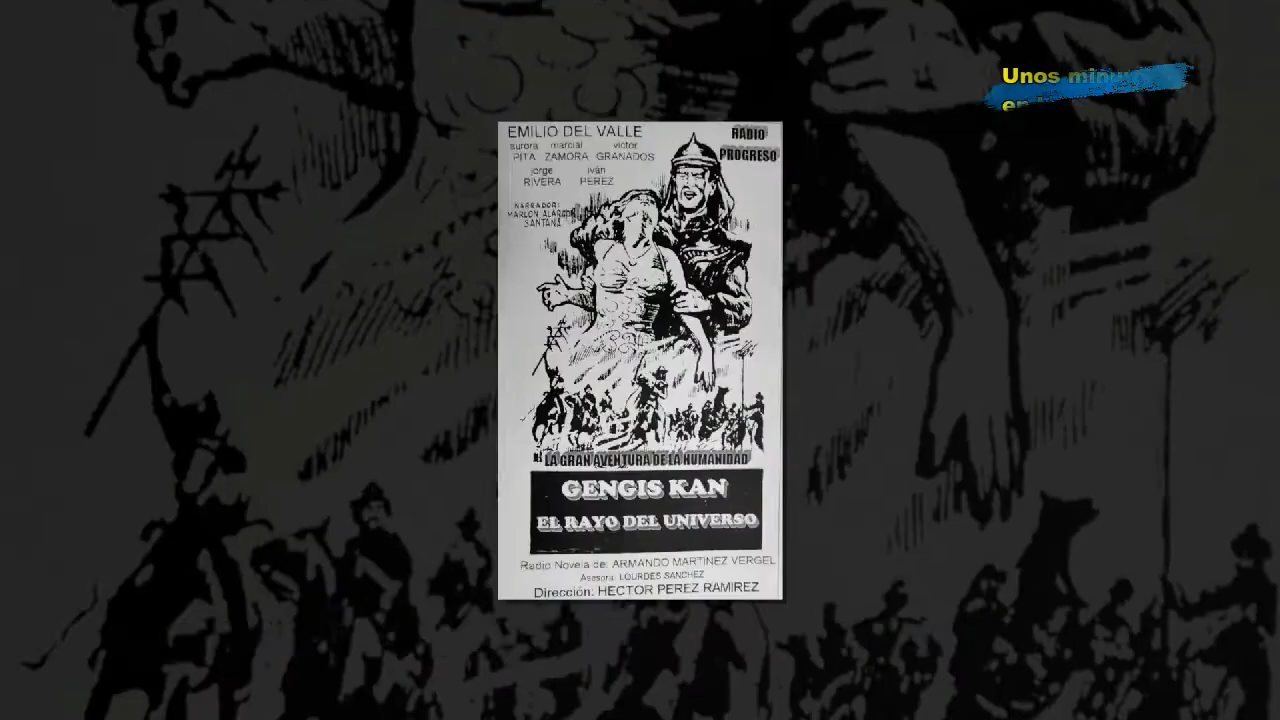 Unos
EMILIO DEL VALLE
RADIO
PROGRESO
aurora marcial victor
PITA ZAMORA GRANADOS
jorge iván
RIVERA PEREZ
NARRADOR:
MARLON ALARCON
SANTANA
LA GRAN AVENTURA DE LA HUMANIDAD
GENGIS KAN
EL RAYO DEL UNIVERSO
Radio Novela de: ARMANDO MARTINEZ VERGEL
Asesora: LOURDES SANCHEZ
Dirección: HECTOR PEREZ RAMIREZ